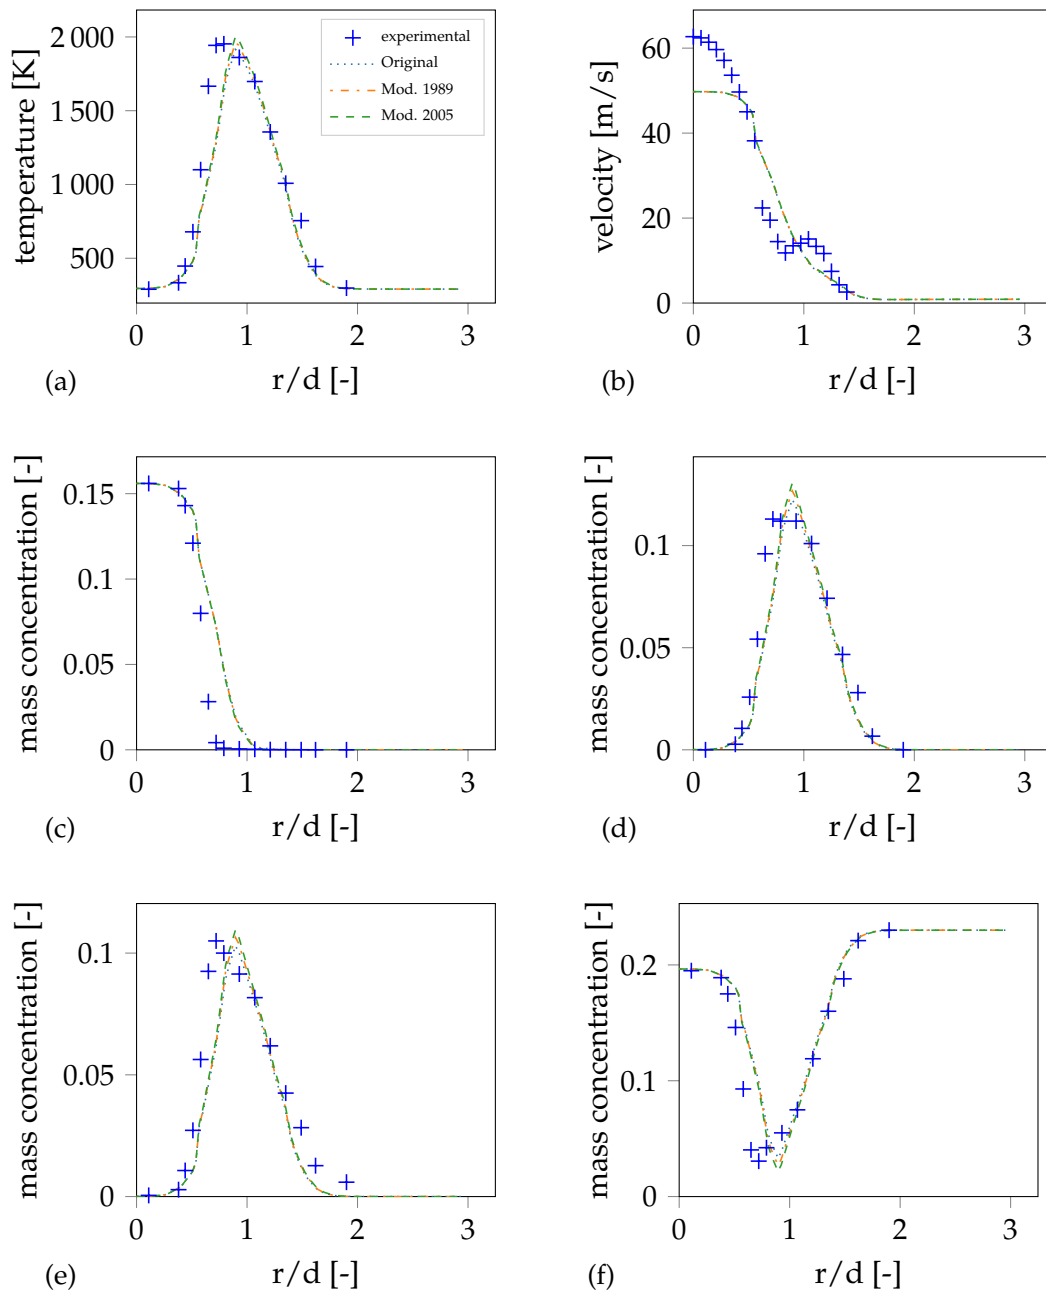 2 000
1 500
1 000
500
temperature [K]
experimental
Original
Mod. 1989
Mod. 2005
0 1 2 3
r/d [-]
(a)
60
40
20
0
velocity [m/s]
0 1 2 3
r/d [-]
(b)
0.15
0.1
0.05
0
mass concentration [-]
0 1 2 3
r/d [-]
(c)
0.1
0.05
0
mass concentration [-]
0 1 2 3
r/d [-]
(d)
0.1
0.05
0
mass concentration [-]
0 1 2 3
r/d [-]
(e)
0.2
0.1
0
mass concentration [-]
0 1 2 3
r/d [-]
(f)